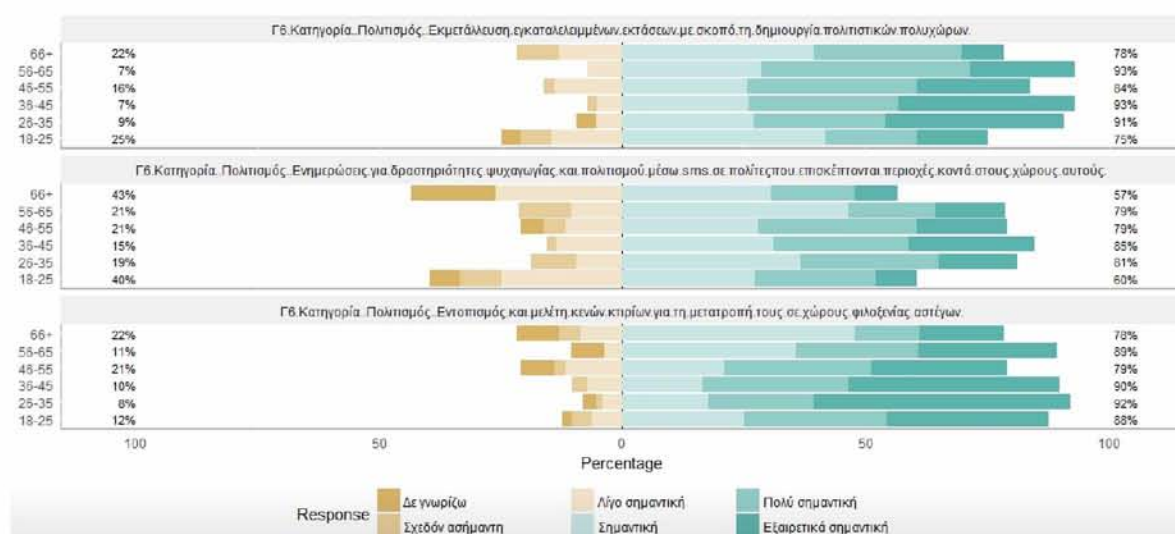 Γ6.Κατηγορία..Πολιτισμός..Εκμετάλλευση.εγκαταλελειμμένων.εκτάσεων.με.σκοπό.τη.δημιουργία.πολιτιστικών.πολυχώρων.
66+ 22% 78%
56-65 7% 93%
46-55 16% 84%
36-45 7% 93%
26-35 9% 91%
18-25 25% 75%
Γ6.Κατηγορία..Πολιτισμός..Ενημερώσεις.για.δραστηριότητες.ψυχαγωγίας.και.πολιτισμού.μέσω.sms.σε.πολίτες.που.επισκέπτονται.περιοχές.κοντά.στους.χώρους.αυτούς.
66+ 43% 57%
56-65 21% 79%
46-55 21% 79%
36-45 15% 85%
26-35 19% 81%
18-25 40% 60%
Γ6.Κατηγορία..Πολιτισμός..Εντοπισμός.και.μελέτη.κενών.κτιρίων.για.τη.μετατροπή.τους.σε.χώρους.φιλοξενίας.αστέγων.
66+ 22% 78%
56-65 11% 89%
46-55 21% 79%
36-45 10% 90%
26-35 8% 92%
18-25 12% 88%
100 50 0 50 100
Percentage
Response
Δε γνωρίζω Λίγο σημαντική Πολύ σημαντική
Σχεδόν ασήμαντη Σημαντική Εξαιρετικά σημαντική